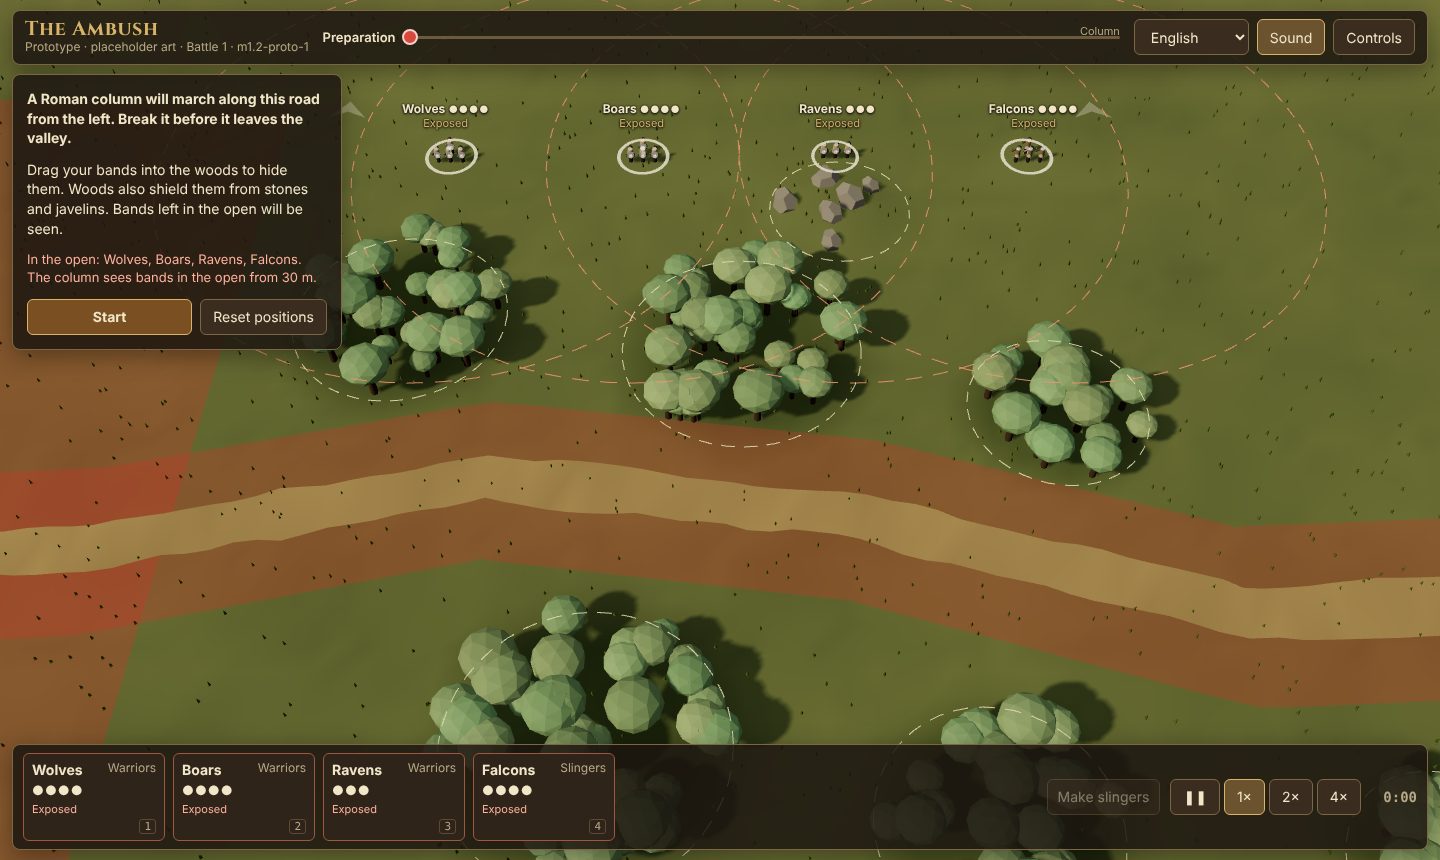 The Ambush
Prototype · placeholder art · Battle 1 · m1.2-proto-1
Preparation
Column
English
Sound
Controls
A Roman column will march along this road
from the left. Break it before it leaves the
valley.
Drag your bands into the woods to hide
them. Woods also shield them from stones
and javelins. Bands left in the open will be
seen.
In the open: Wolves, Boars, Ravens, Falcons.
The column sees bands in the open from 30 m.
Start
Reset positions
Wolves
Exposed
Boars
Exposed
Ravens
Exposed
Falcons
Exposed
Wolves Warriors
Exposed
1
Boars Warriors
Exposed
2
Ravens Warriors
Exposed
3
Falcons Slingers
Exposed
4
Make slingers
1×
2×
4×
0:00